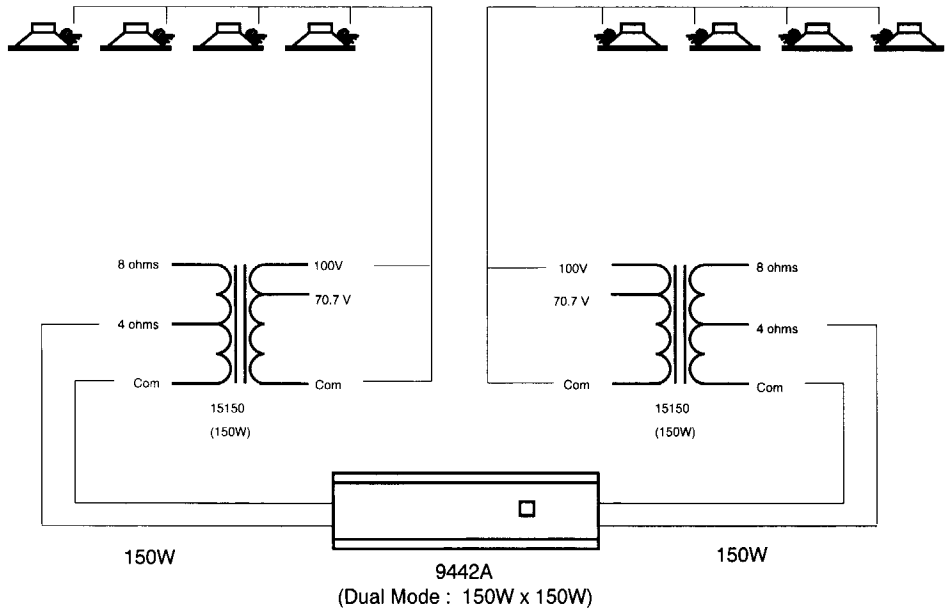 8 ohms
100V
70.7 V
4 ohms
Com
Com
15150
(150W)
100V
8 ohms
70.7 V
4 ohms
Com
Com
15150
(150W)
150W
150W
9442A
(Dual Mode : 150W x 150W)